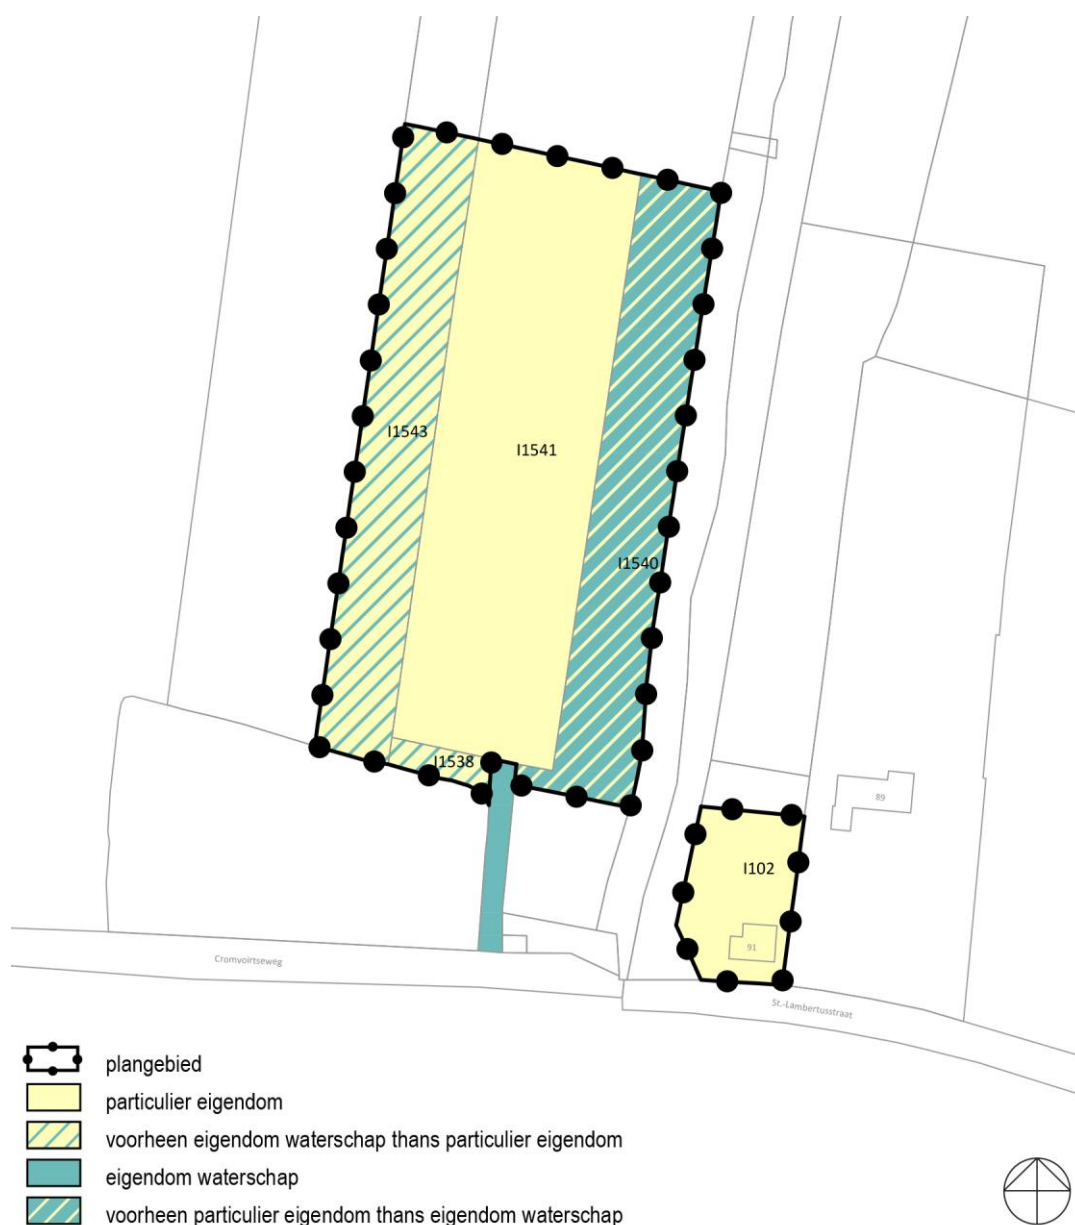 I1543
I1541
I1540
I1538
89
I102
91
Cromvoirtseweg
St.-Lambertusstraat
plangebied
particulier eigendom
voorheen eigendom waterschap thans particulier eigendom
eigendom waterschap
voorheen particulier eigendom thans eigendom waterschap